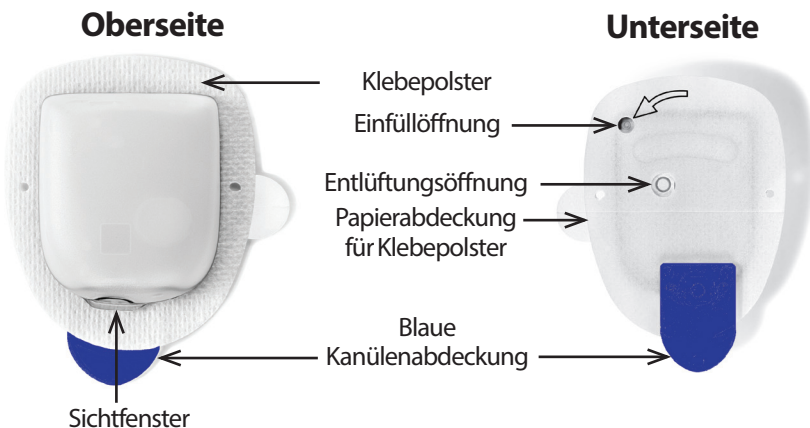 Oberseite
Unterseite
Klebepolster
Einfüllöffnung
Entlüftungsöffnung
Papierabdeckung
für Klebepolster
Blaue
Kanülenabdeckung
Sichtfenster